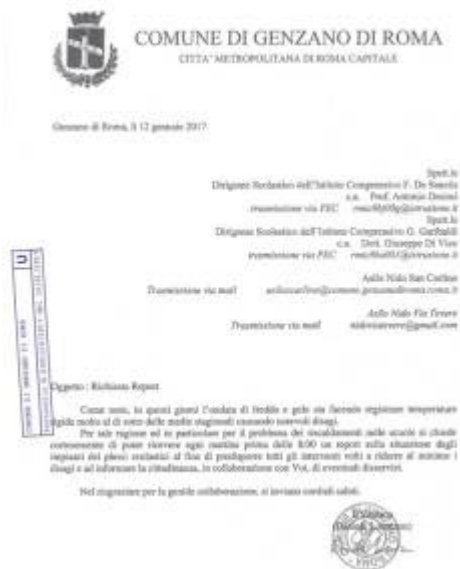 COMUNE DI GENZANO DI ROMA
CITTA' METROPOLITANA DI ROMA CAPITALE
Genzano di Roma, lì 12 gennaio 2017
Spett.le
Dirigente Scolastico dell'Istituto Comprensivo F. De Sanctis
c.a. Prof. Antonio
trasmissione via PEC
Spett.le
Dirigente Scolastico dell'Istituto Comprensivo G. Garibaldi
c.a. Dott. Giuseppe Di Vico
trasmissione via PEC
Asilo Nido San Carlino
Trasmissione via mail
Asilo Nido Via Tevere
Trasmissione via mail nidoviatevere@gmail.com
U
Oggetto : Richiesta Report
Come noto, in questi giorni l'ondata di freddo e gelo sta facendo registrare temperature
rigide molto al di sotto delle medie stagionali causando notevoli disagi.
Per tale ragione ed in particolare per il problema dei riscaldamenti nelle scuole si chiede
cortesemente di poter ricevere ogni mattina prima delle 8:00 un report sulla situazione degli
impianti dei plessi scolastici al fine di predisporre tutti gli interventi volti a ridurre al minimo i
disagi e ad informare la cittadinanza, in collaborazione con Voi, di eventuali disservizi.
Nel ringraziare per la gentile collaborazione, si inviano cordiali saluti.
Il Sindaco